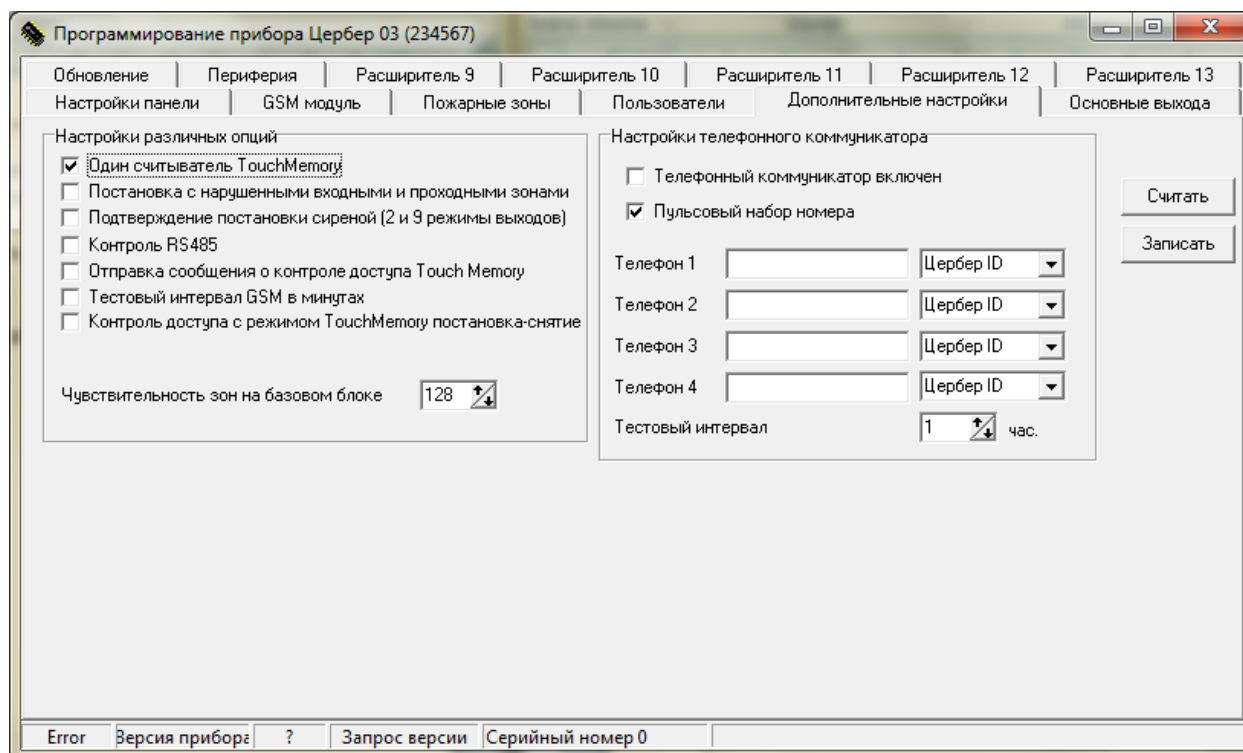 Программирование прибора Цербер 03 (234567)
Обновление
Периферия
Расширитель 9
Расширитель 10
Расширитель 11
Расширитель 12
Расширитель 13
Настройки панели
GSM модуль
Пожарные зоны
Пользователи
Дополнительные настройки
Основные выхода
Настройки различных опций
Один считыватель TouchMemory
Постановка с нарушенными входными и проходными зонами
Подтверждение постановки сиреной (2 и 9 режимы выходов)
Контроль RS485
Отправка сообщения о контроле доступа Touch Memory
Тестовый интервал GSM в минутах
Контроль доступа с режимом TouchMemory постановка-снятие
Чувствительность зон на базовом блоке 128
Настройки телефонного коммуникатора
Телефонный коммуникатор включен
Пульсовый набор номера
Телефон 1 Цербер ID
Телефон 2 Цербер ID
Телефон 3 Цербер ID
Телефон 4 Цербер ID
Тестовый интервал 1 час.
Считать
Записать
Error Версия прибора ? Запрос версии Серийный номер 0